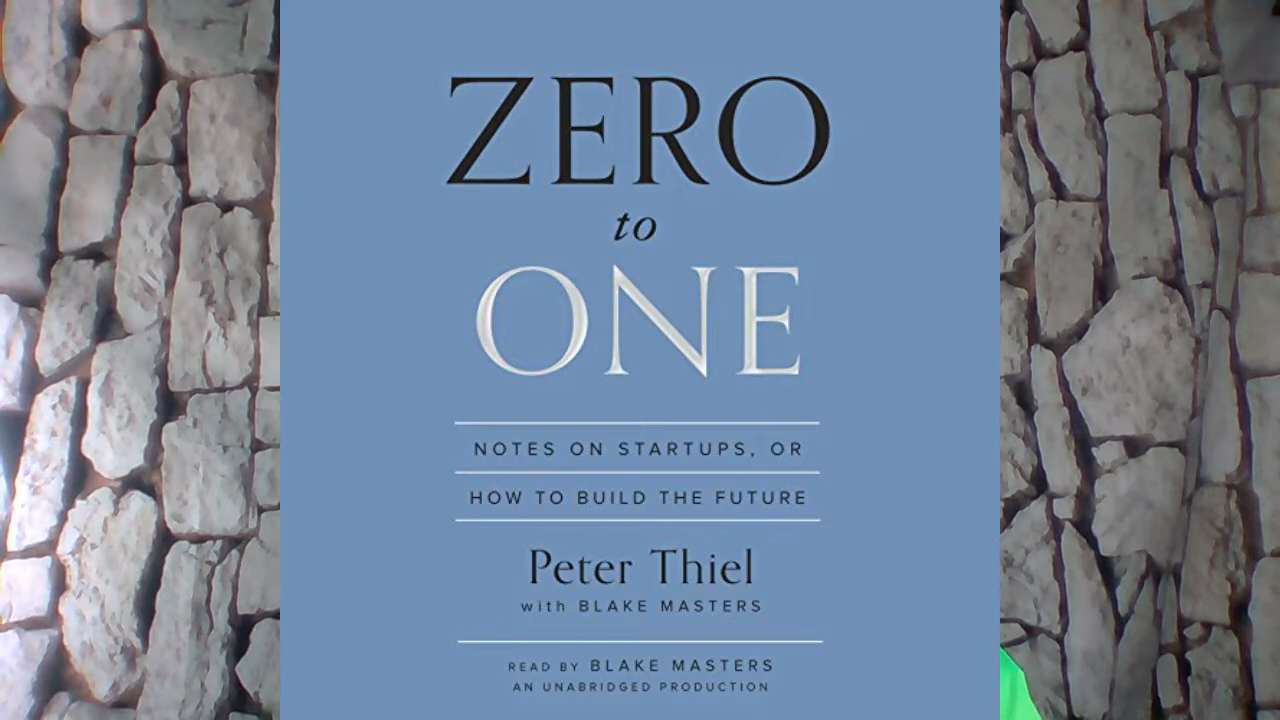 ZERO
to
ONE
NOTES ON STARTUPS, OR
HOW TO BUILD THE FUTURE
Peter Thiel
with BLAKE MASTERS
READ BY BLAKE MASTERS
AN UNABRIDGED PRODUCTION